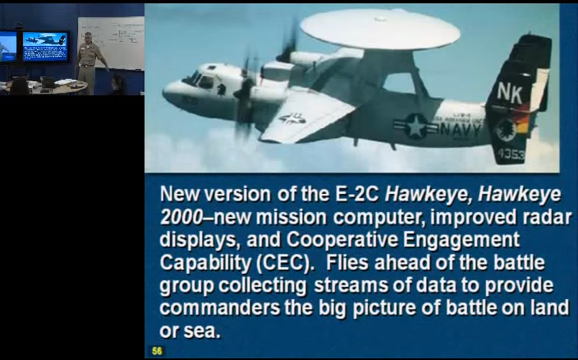 NK
NAVY
4353
New version of the E-2C Hawkeye, Hawkeye
2000–new mission computer, improved radar
displays, and Cooperative Engagement
Capability (CEC). Flies ahead of the battle
group collecting streams of data to provide
commanders the big picture of battle on land
or sea.
56